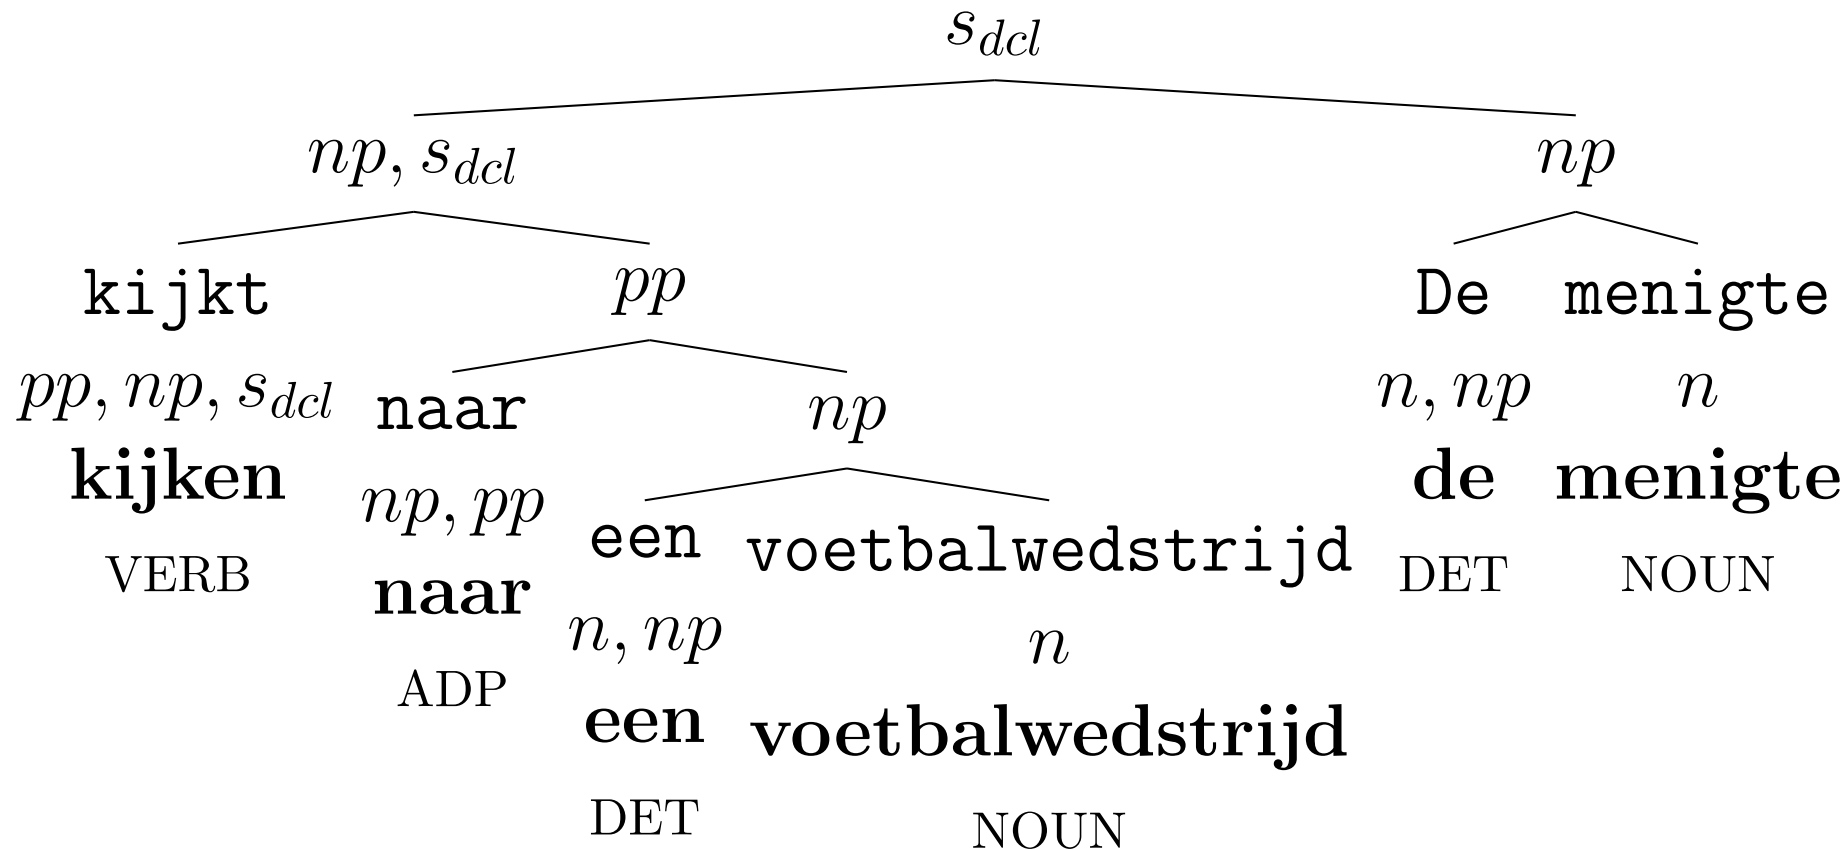 s_dcl
np, s_dcl np
kijkt pp De menigte
pp, np, s_dcl naar np n, np n
kijken np, pp een voetbalwedstrijd de menigte
VERB naar n, np n DET NOUN
ADP een voetbalwedstrijd
DET NOUN